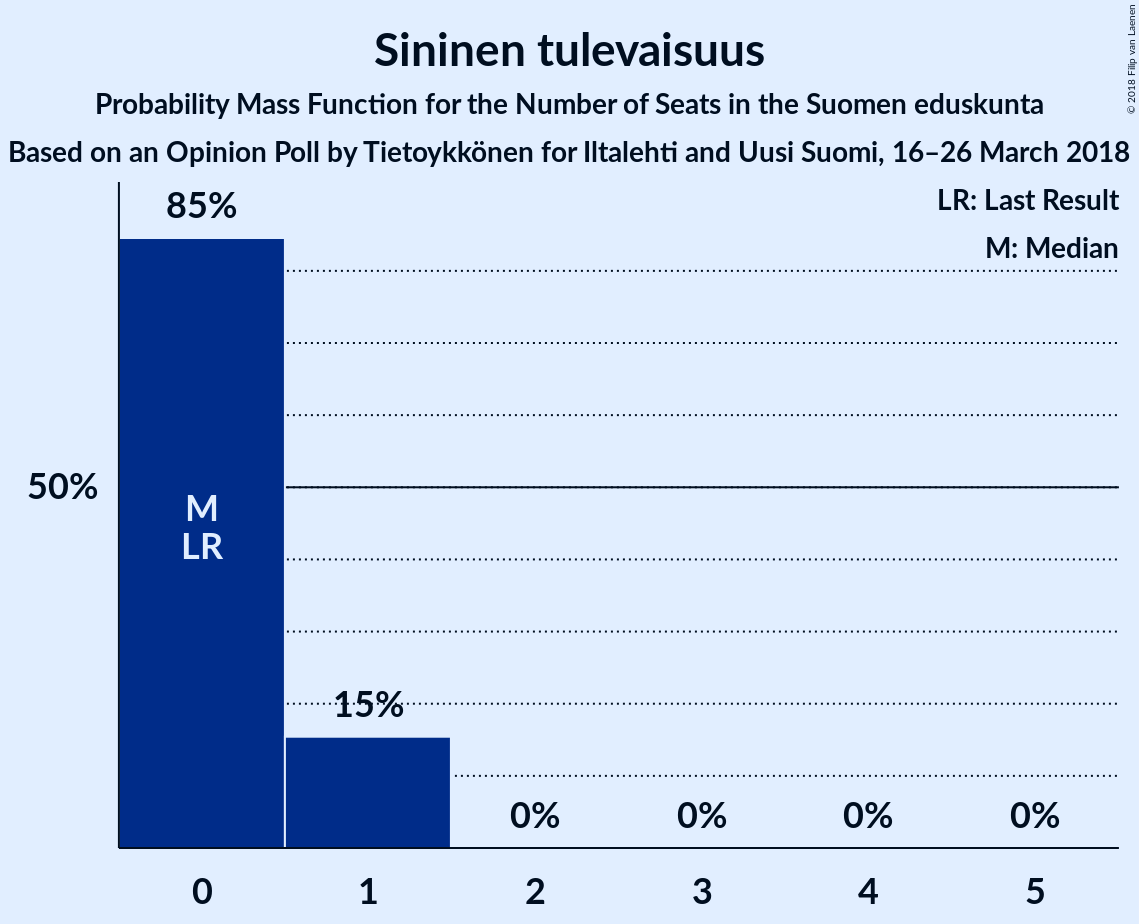 Sininen tulevaisuus
Probability Mass Function for the Number of Seats in the Suomen eduskunta
Based on an Opinion Poll by Tietoykkönen for Iltalehti and Uusi Suomi, 16–26 March 2018
© 2018 Filip van Laenen
LR: Last Result
M: Median
85%
50%
M
LR
15%
0% 0% 0% 0%
0 1 2 3 4 5